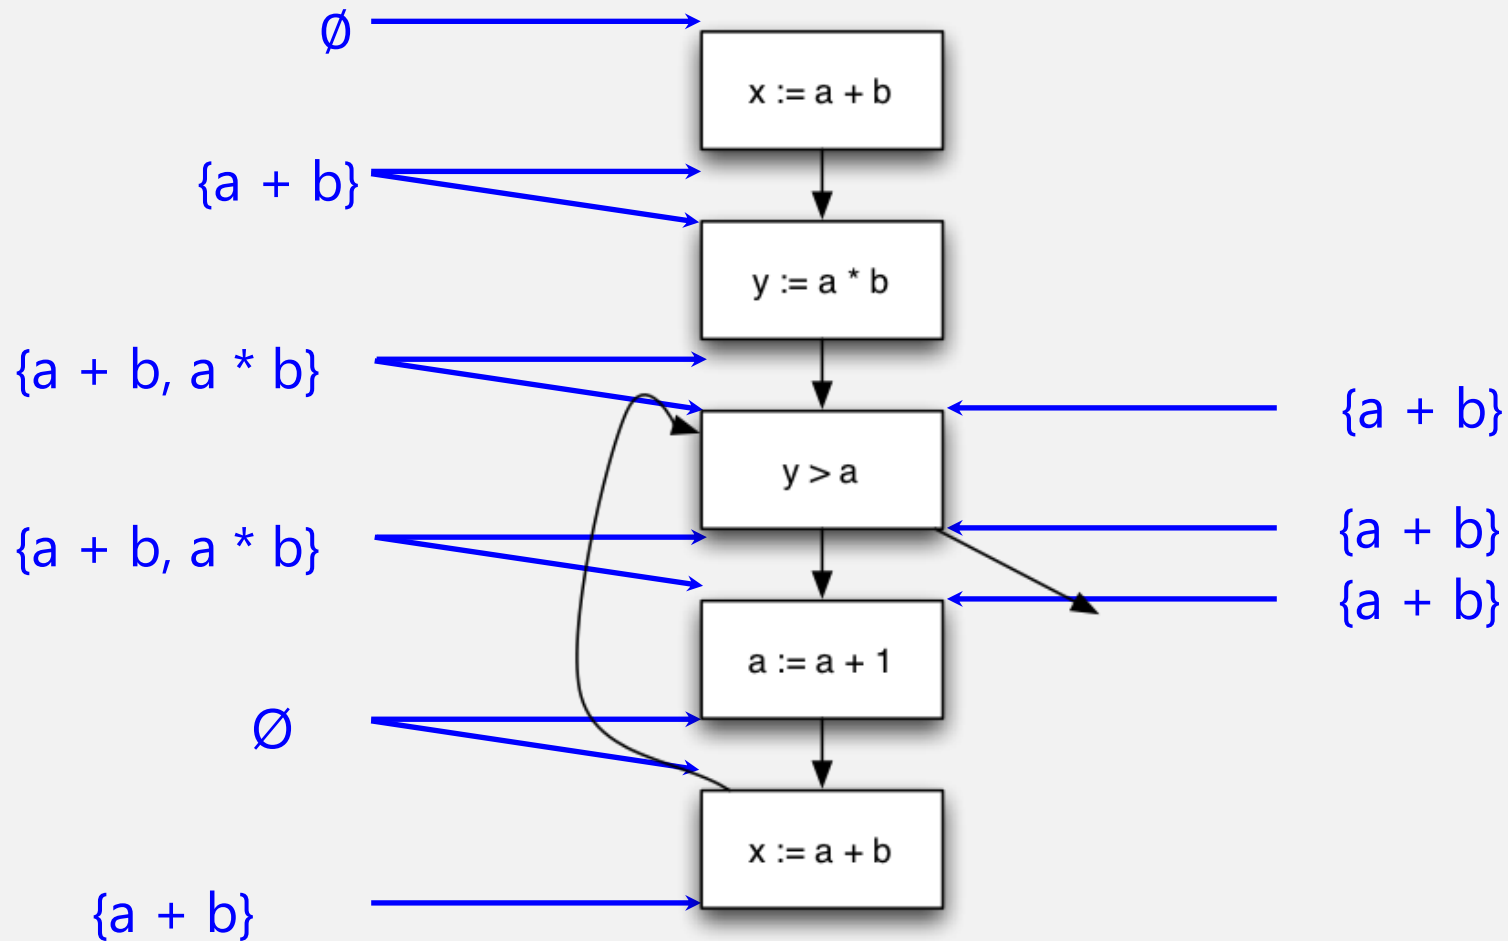 ∅
x := a + b
{a + b}
y := a * b
{a + b, a * b}
{a + b}
y > a
{a + b, a * b}
{a + b}
{a + b}
a := a + 1
∅
x := a + b
{a + b}